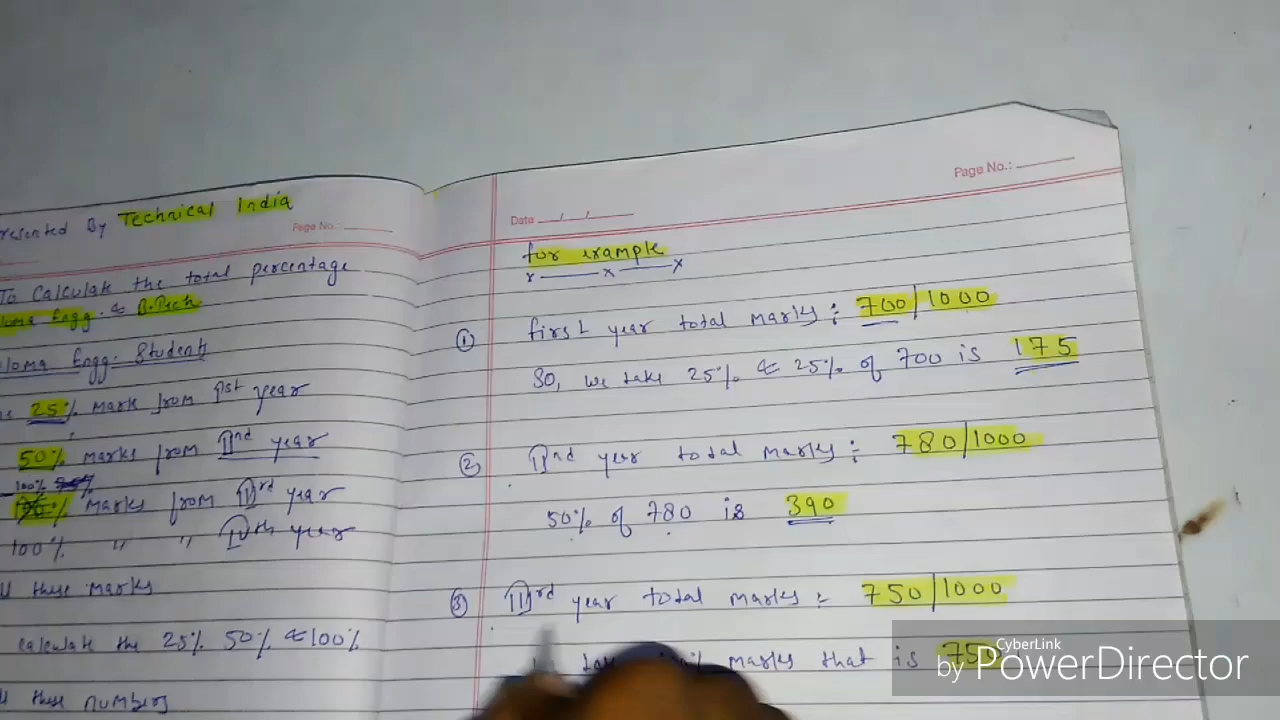 resented By Technical India
Page No.:
To Calculate the total percentage
loma Engg. & B.Tech
loma Engg. Students
25% mark from 1st year
50% marks from IInd year
100%
% marks from IIIrd year
100% " " IVth year
these marks
calculate the 25% 50% & 100%
these numbers
Page No.:
Date
for example
x x x
① first year total marks : 700/1000
So, we take 25% & 25% of 700 is 175
② IInd year total marks : 780/1000
50% of 780 is 390
③ IIIrd year total marks : 750/1000
marks that is 750
CyberLink
by PowerDirector